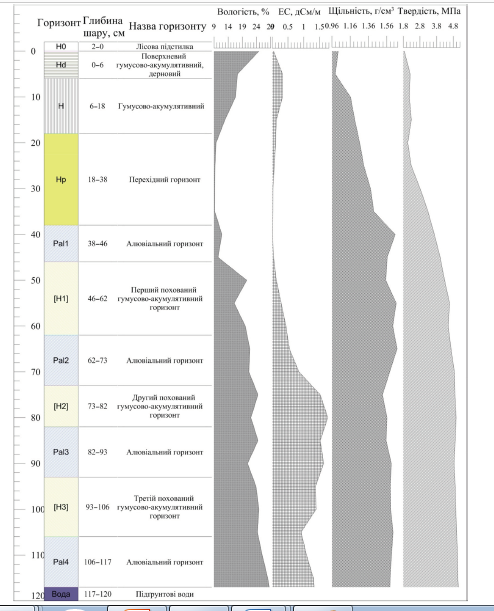 Горизонт Глибина шару, см Назва горизонту Вологість, % ЕС, дСм/м Щільність, г/см³ Твердість, МПа
9 14 19 24 29 0 0.5 1 1.5 0.96 1.16 1.36 1.56 1.8 2.8 3.8 4.8
H0 2–0 Лісова підстилка
0
Hd 0–6 Поверхневий гумусово-акумулятивний, дерновий
10
H 6–18 Гумусово-акумулятивний
20
Hp 18–38 Перехідний горизонт
30
40
Pal1 38–46 Алювіальний горизонт
50
[H1] 46–62 Перший похований гумусово-акумулятивний горизонт
60
Pal2 62–73 Алювіальний горизонт
70
[H2] 73–82 Другий похований гумусово-акумулятивний горизонт
80
Pal3 82–93 Алювіальний горизонт
90
[H3] 93–106 Третій похований гумусово-акумулятивний горизонт
100
110
Pal4 106–117 Алювіальний горизонт
120
Вода 117–120 Підгрунтові води